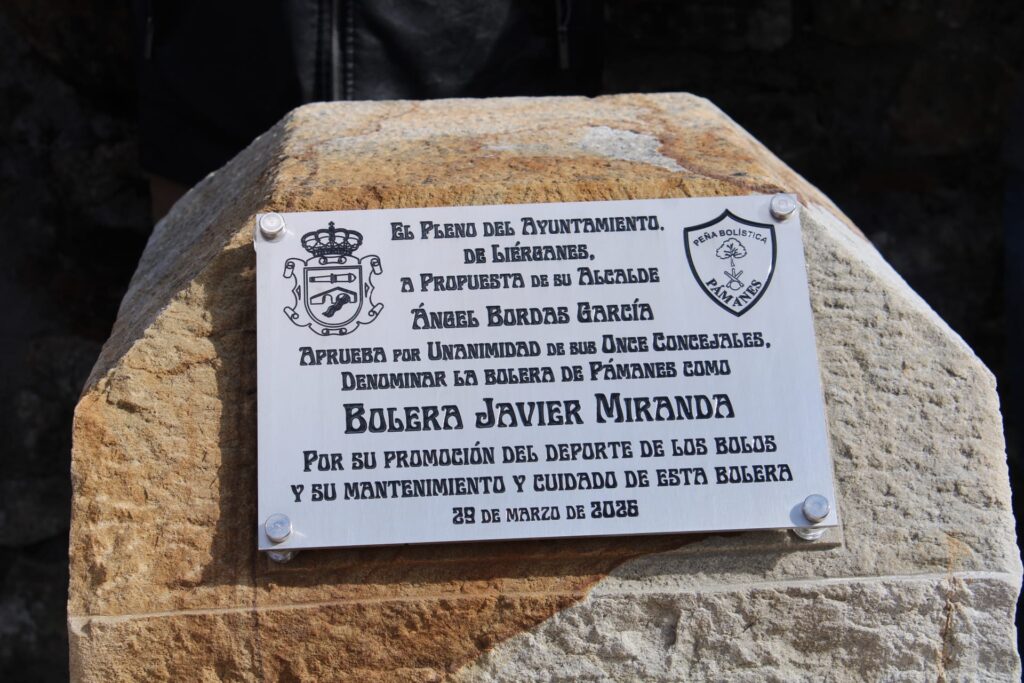 El Pleno del Ayuntamiento.
de Liérganes,
a Propuesta de su Alcalde
Ángel Bordas García
Aprueba por Unanimidad de sus Once Concejales,
Denominar la bolera de Pámanes como
Bolera Javier Miranda
Por su promoción del deporte de los bolos
y su mantenimiento y cuidado de esta bolera
29 de marzo de 2025
PEÑA BOLÍSTICA
PÁMANES